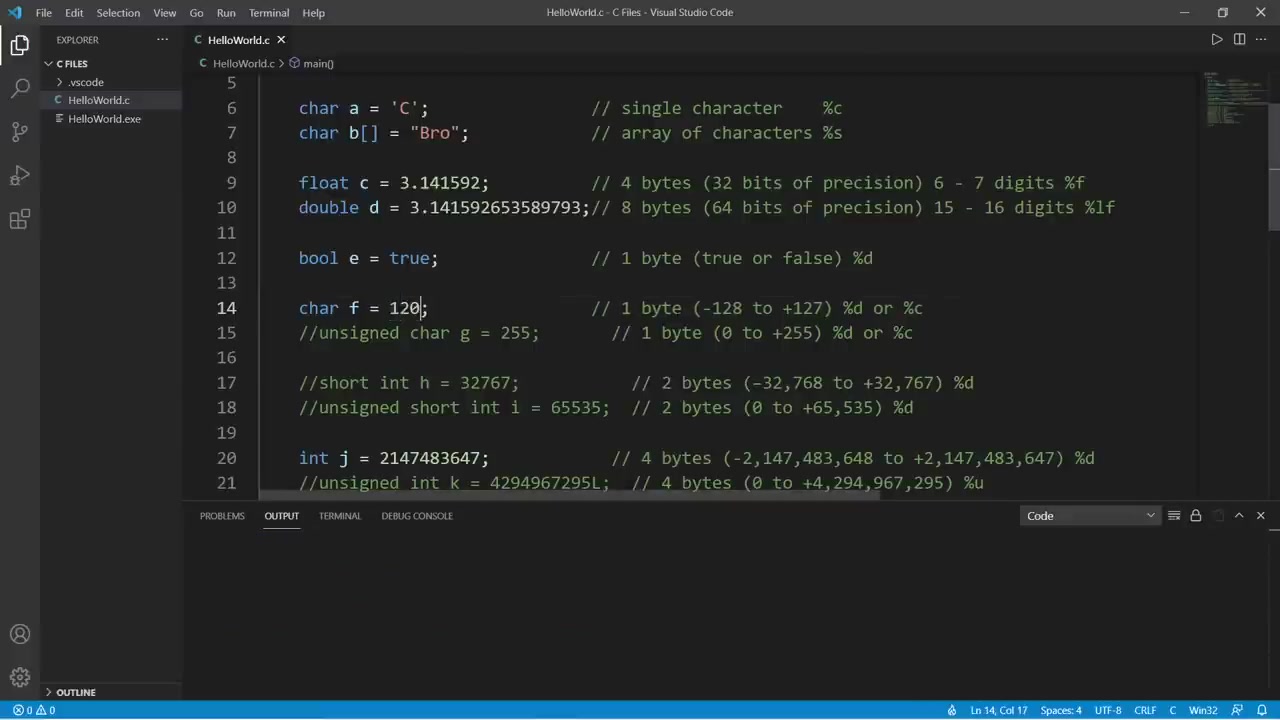 File Edit Selection View Go Run Terminal Help HelloWorld.c - C Files - Visual Studio Code
EXPLORER
C FILES
.vscode
HelloWorld.c
HelloWorld.exe
OUTLINE
HelloWorld.c
HelloWorld.c > main()
5
6 char a = 'C'; // single character %c
7 char b[] = "Bro"; // array of characters %s
8
9 float c = 3.141592; // 4 bytes (32 bits of precision) 6 - 7 digits %f
10 double d = 3.141592653589793;// 8 bytes (64 bits of precision) 15 - 16 digits %lf
11
12 bool e = true; // 1 byte (true or false) %d
13
14 char f = 120; // 1 byte (-128 to +127) %d or %c
15 //unsigned char g = 255; // 1 byte (0 to +255) %d or %c
16
17 //short int h = 32767; // 2 bytes (−32,768 to +32,767) %d
18 //unsigned short int i = 65535; // 2 bytes (0 to +65,535) %d
19
20 int j = 2147483647; // 4 bytes (-2,147,483,648 to +2,147,483,647) %d
21 //unsigned int k = 4294967295L; // 4 bytes (0 to +4,294,967,295) %u
PROBLEMS OUTPUT TERMINAL DEBUG CONSOLE Code
0 0 Ln 14, Col 17 Spaces: 4 UTF-8 CRLF C Win32